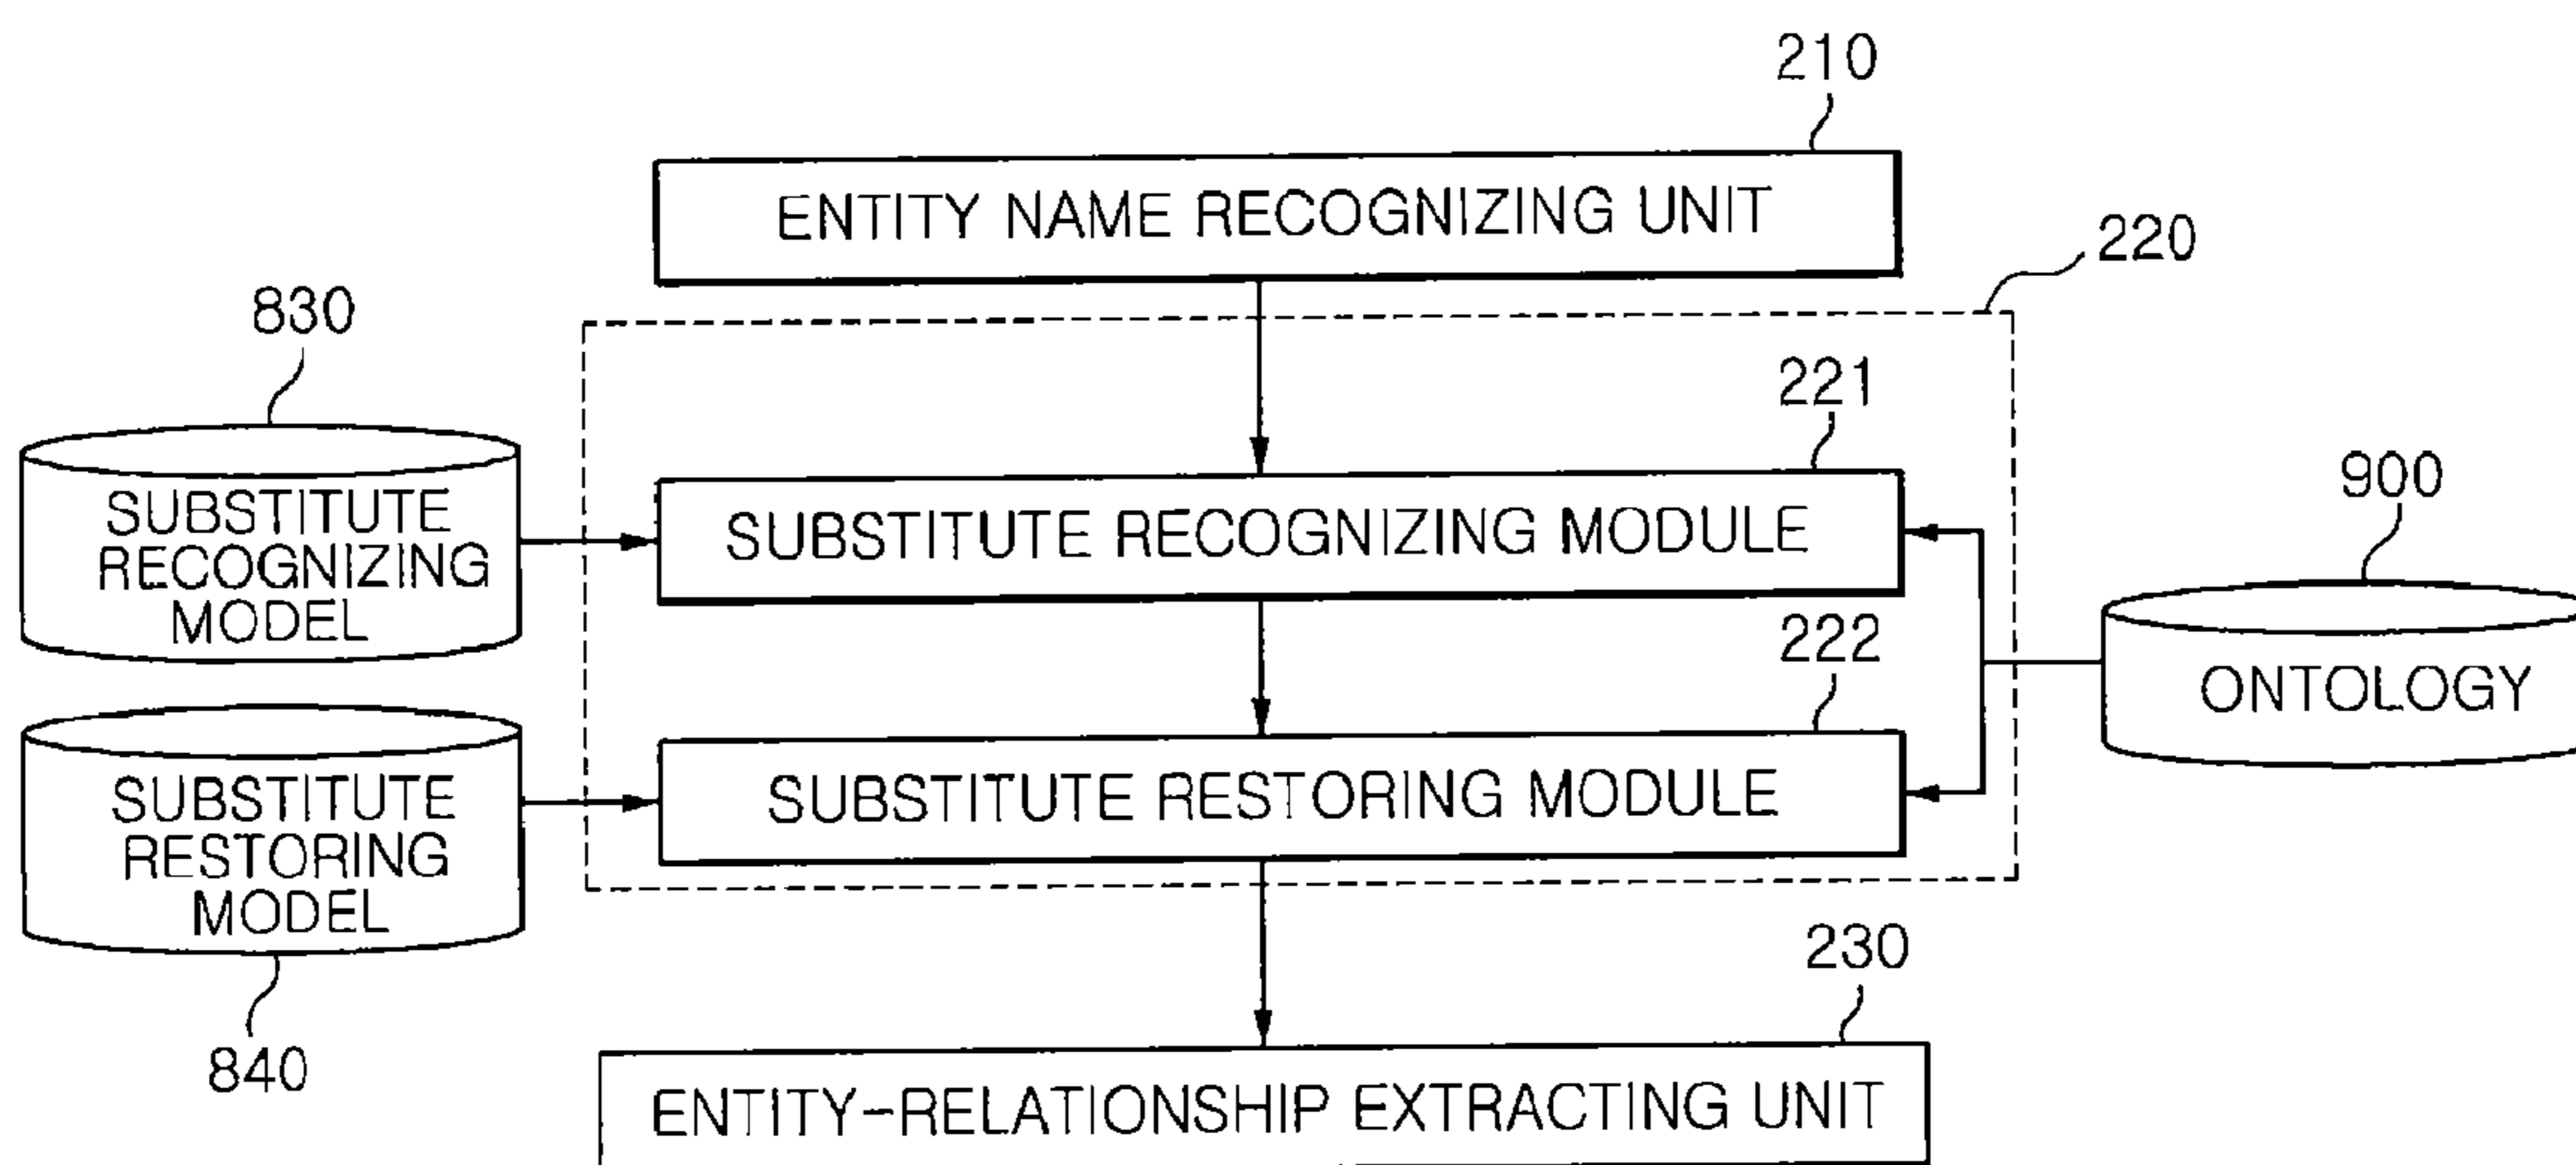 210
ENTITY NAME RECOGNIZING UNIT
220
830
221
SUBSTITUTE
RECOGNIZING
MODEL
SUBSTITUTE RECOGNIZING MODULE
900
222
ONTOLOGY
SUBSTITUTE
RESTORING
MODEL
SUBSTITUTE RESTORING MODULE
230
840
ENTITY-RELATIONSHIP EXTRACTING UNIT